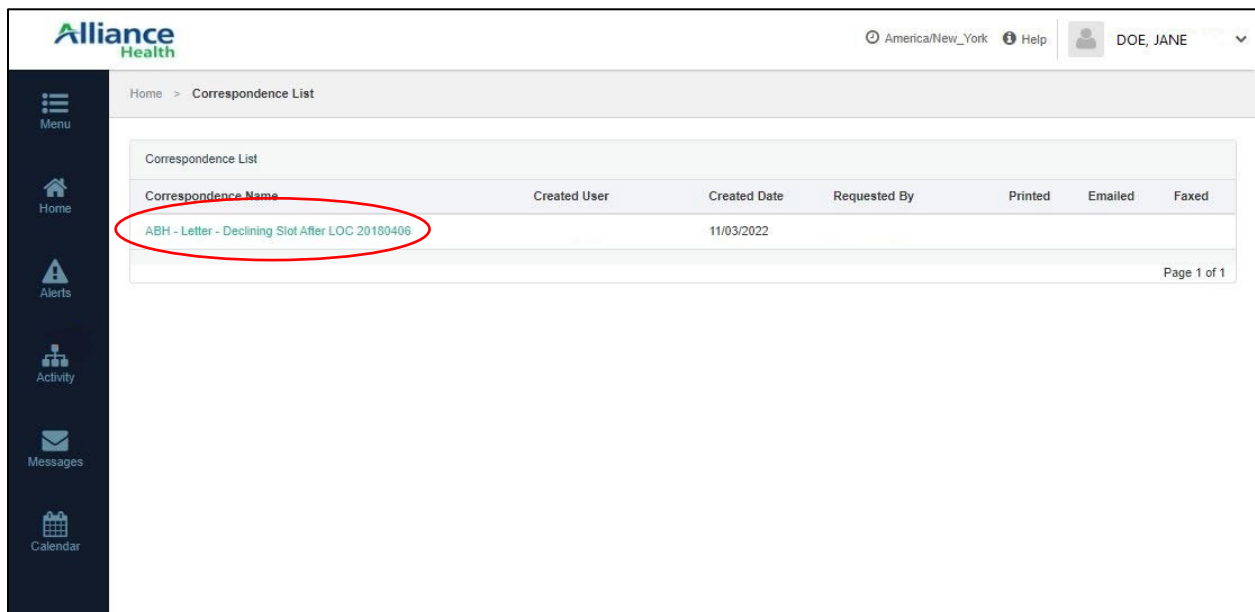 Alliance
Health
America/New_York Help DOE, JANE
Menu
Home > Correspondence List
Correspondence List
Home
Correspondence Name Created User Created Date Requested By Printed Emailed Faxed
ABH - Letter - Declining Slot After LOC 20180406 11/03/2022
Page 1 of 1
Alerts
Activity
Messages
Calendar